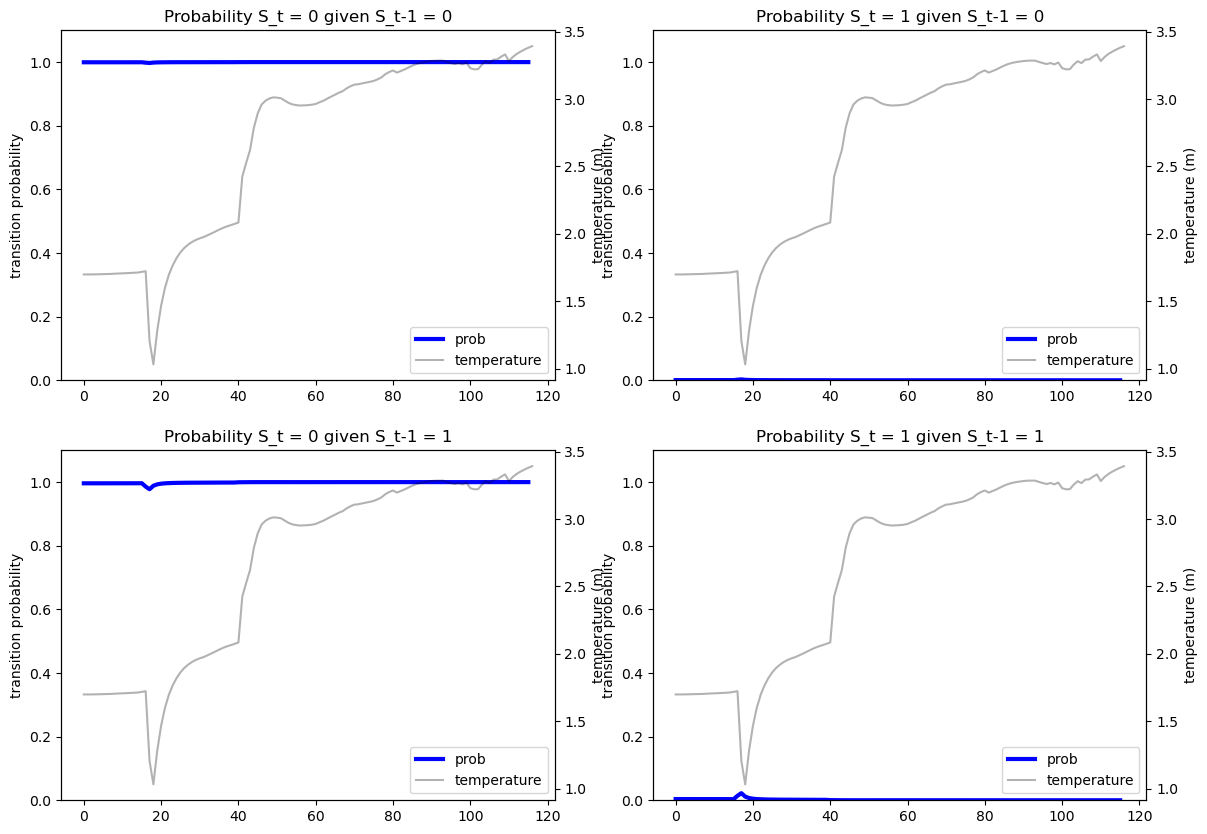 Probability S_t = 0 given S_t-1 = 0
transition probability
1.0
0.8
0.6
0.4
0.2
0.0
0 20 40 60 80 100 120
3.5
3.0
2.5
2.0
1.5
1.0
temperature (m)
prob
temperature
Probability S_t = 1 given S_t-1 = 0
transition probability
1.0
0.8
0.6
0.4
0.2
0.0
0 20 40 60 80 100 120
3.5
3.0
2.5
2.0
1.5
1.0
temperature (m)
prob
temperature
Probability S_t = 0 given S_t-1 = 1
transition probability
1.0
0.8
0.6
0.4
0.2
0.0
0 20 40 60 80 100 120
3.5
3.0
2.5
2.0
1.5
1.0
temperature (m)
prob
temperature
Probability S_t = 1 given S_t-1 = 1
transition probability
1.0
0.8
0.6
0.4
0.2
0.0
0 20 40 60 80 100 120
3.5
3.0
2.5
2.0
1.5
1.0
temperature (m)
prob
temperature